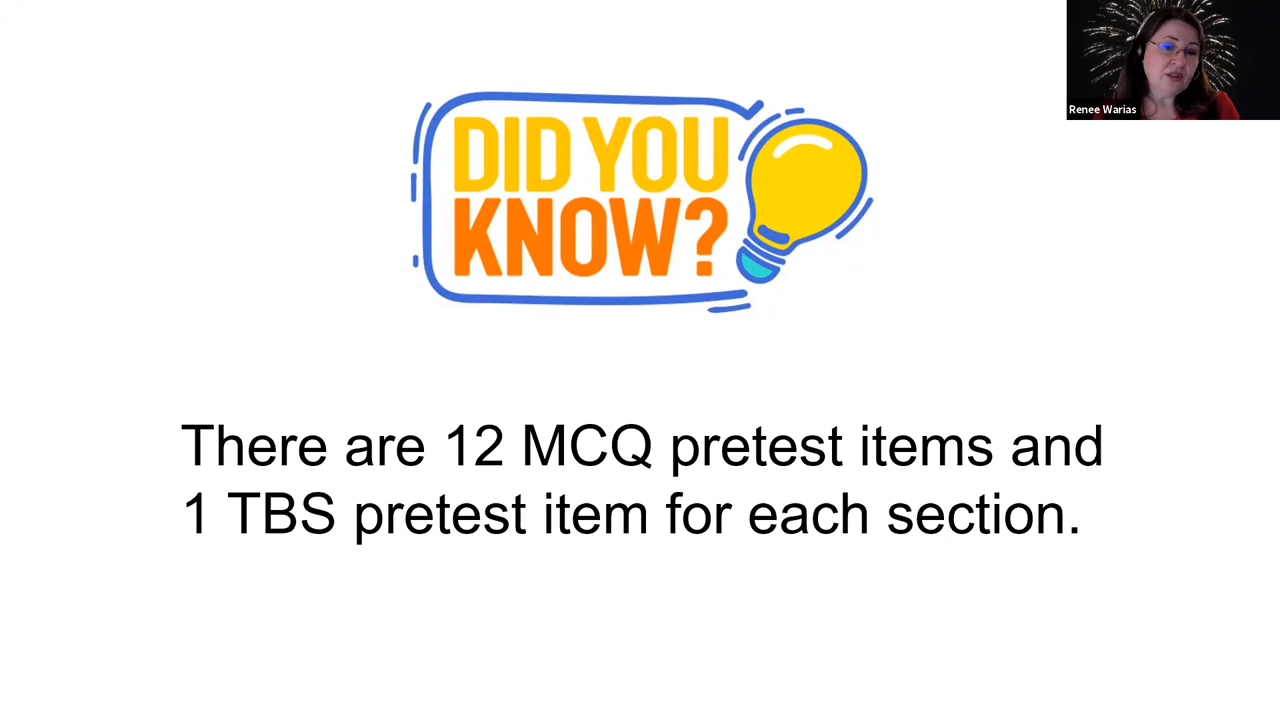 DID YOU
KNOW?
Renee Warias
There are 12 MCQ pretest items and
1 TBS pretest item for each section.